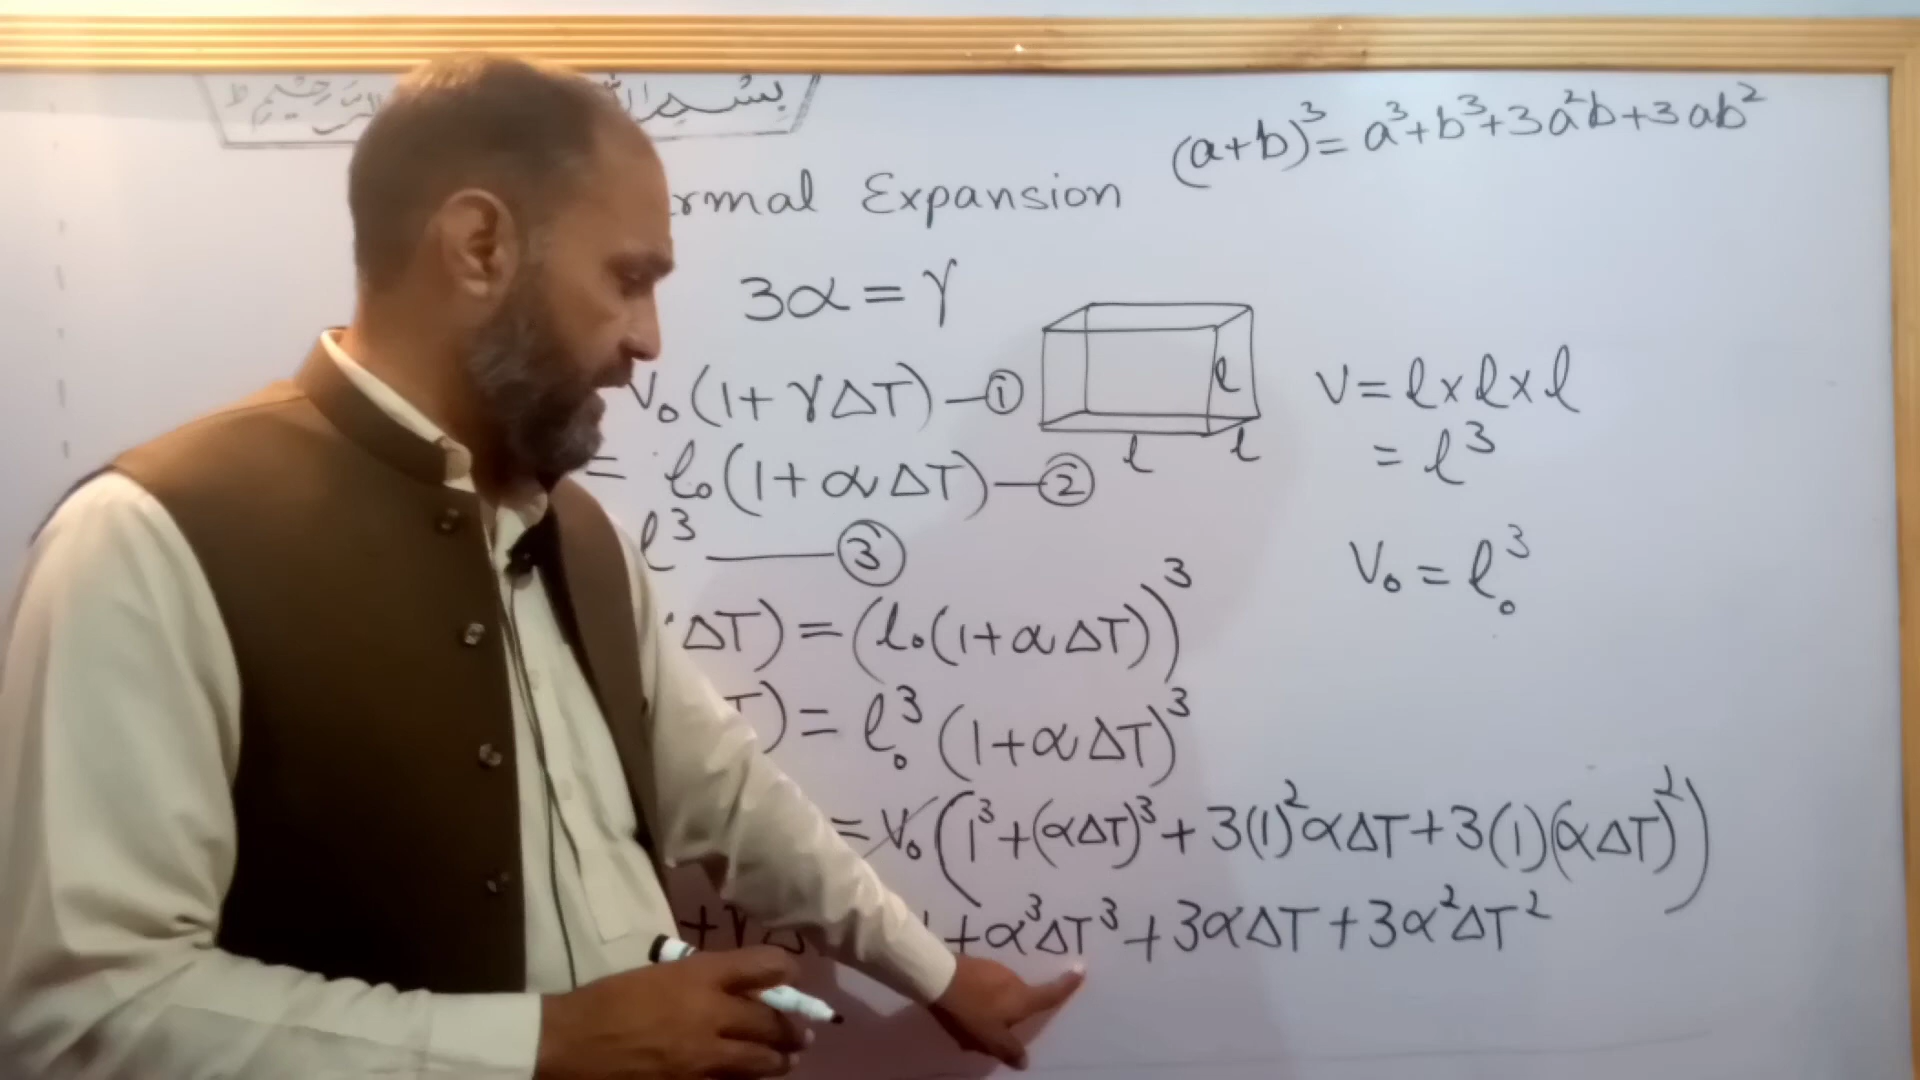 (a+b)³ = a³+b³+3a²b+3ab²
rmal Expansion
3α = γ
V₀(1+γΔT) — ①
= l₀(1+αΔT) — ②
l³ — ③
l
l
l
V = l×l×l
= l³
V₀ = l₀³
ΔT) = (l₀(1+αΔT))³
T) = l₀³(1+αΔT)³
= V₀(1³+(αΔT)³+3(1)²αΔT+3(1)(αΔT)²)
+γΔ
+α³ΔT³+3αΔT+3α²ΔT²